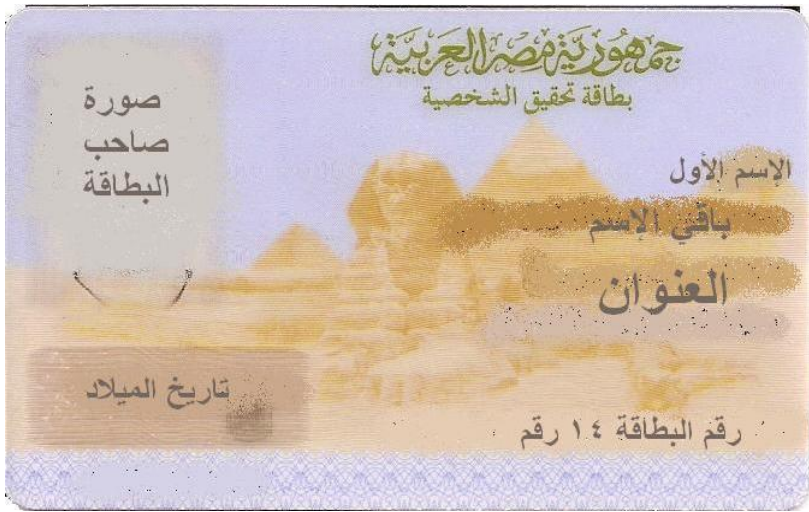 جمهورية مصر العربية
بطاقة تحقيق الشخصية
صورة
صاحب
البطاقة
الإسم الأول
باقي الإسم
العنوان
تاريخ الميلاد
رقم البطاقة ١٤ رقم